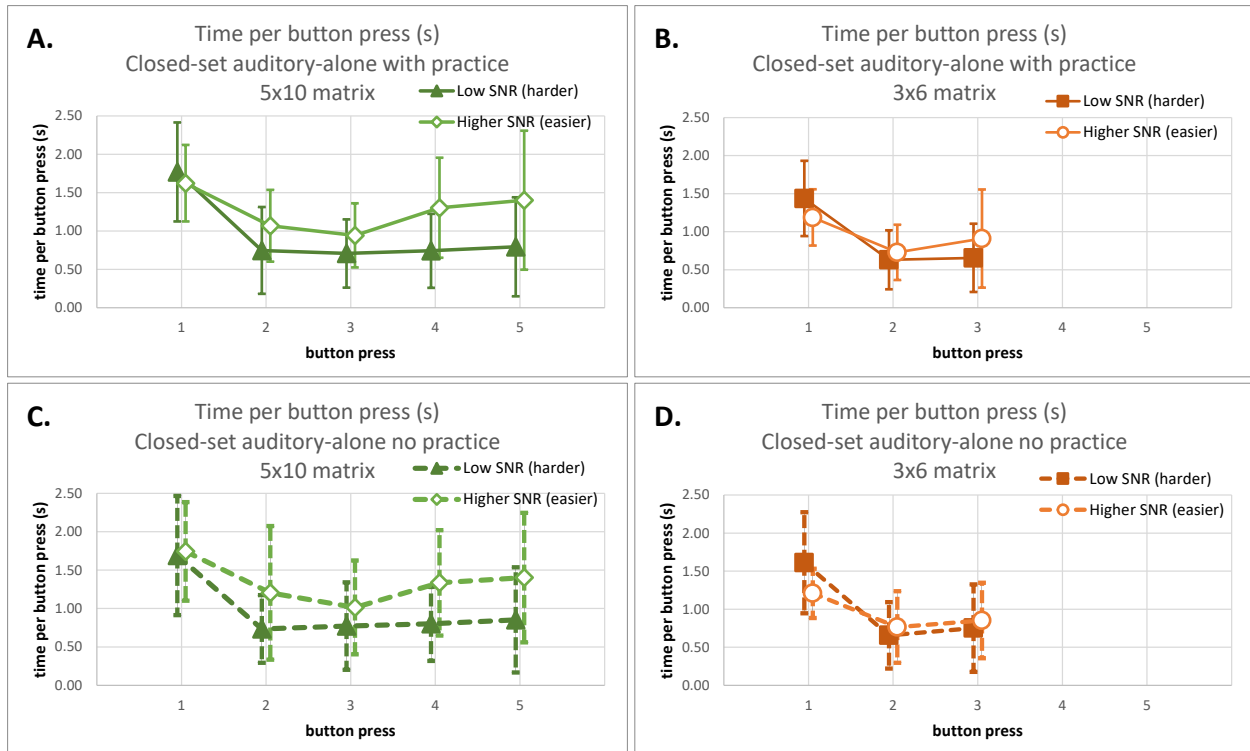 A.
Time per button press (s)
Closed-set auditory-alone with practice
5x10 matrix
Low SNR (harder)
Higher SNR (easier)
time per button press (s)
2.50
2.00
1.50
1.00
0.50
0.00
1 2 3 4 5
button press
B.
Time per button press (s)
Closed-set auditory-alone with practice
3x6 matrix
Low SNR (harder)
Higher SNR (easier)
time per button press (s)
2.50
2.00
1.50
1.00
0.50
0.00
1 2 3 4 5
button press
C.
Time per button press (s)
Closed-set auditory-alone no practice
5x10 matrix
Low SNR (harder)
Higher SNR (easier)
time per button press (s)
2.50
2.00
1.50
1.00
0.50
0.00
1 2 3 4 5
button press
D.
Time per button press (s)
Closed-set auditory-alone no practice
3x6 matrix
Low SNR (harder)
Higher SNR (easier)
time per button press (s)
2.50
2.00
1.50
1.00
0.50
0.00
1 2 3 4 5
button press